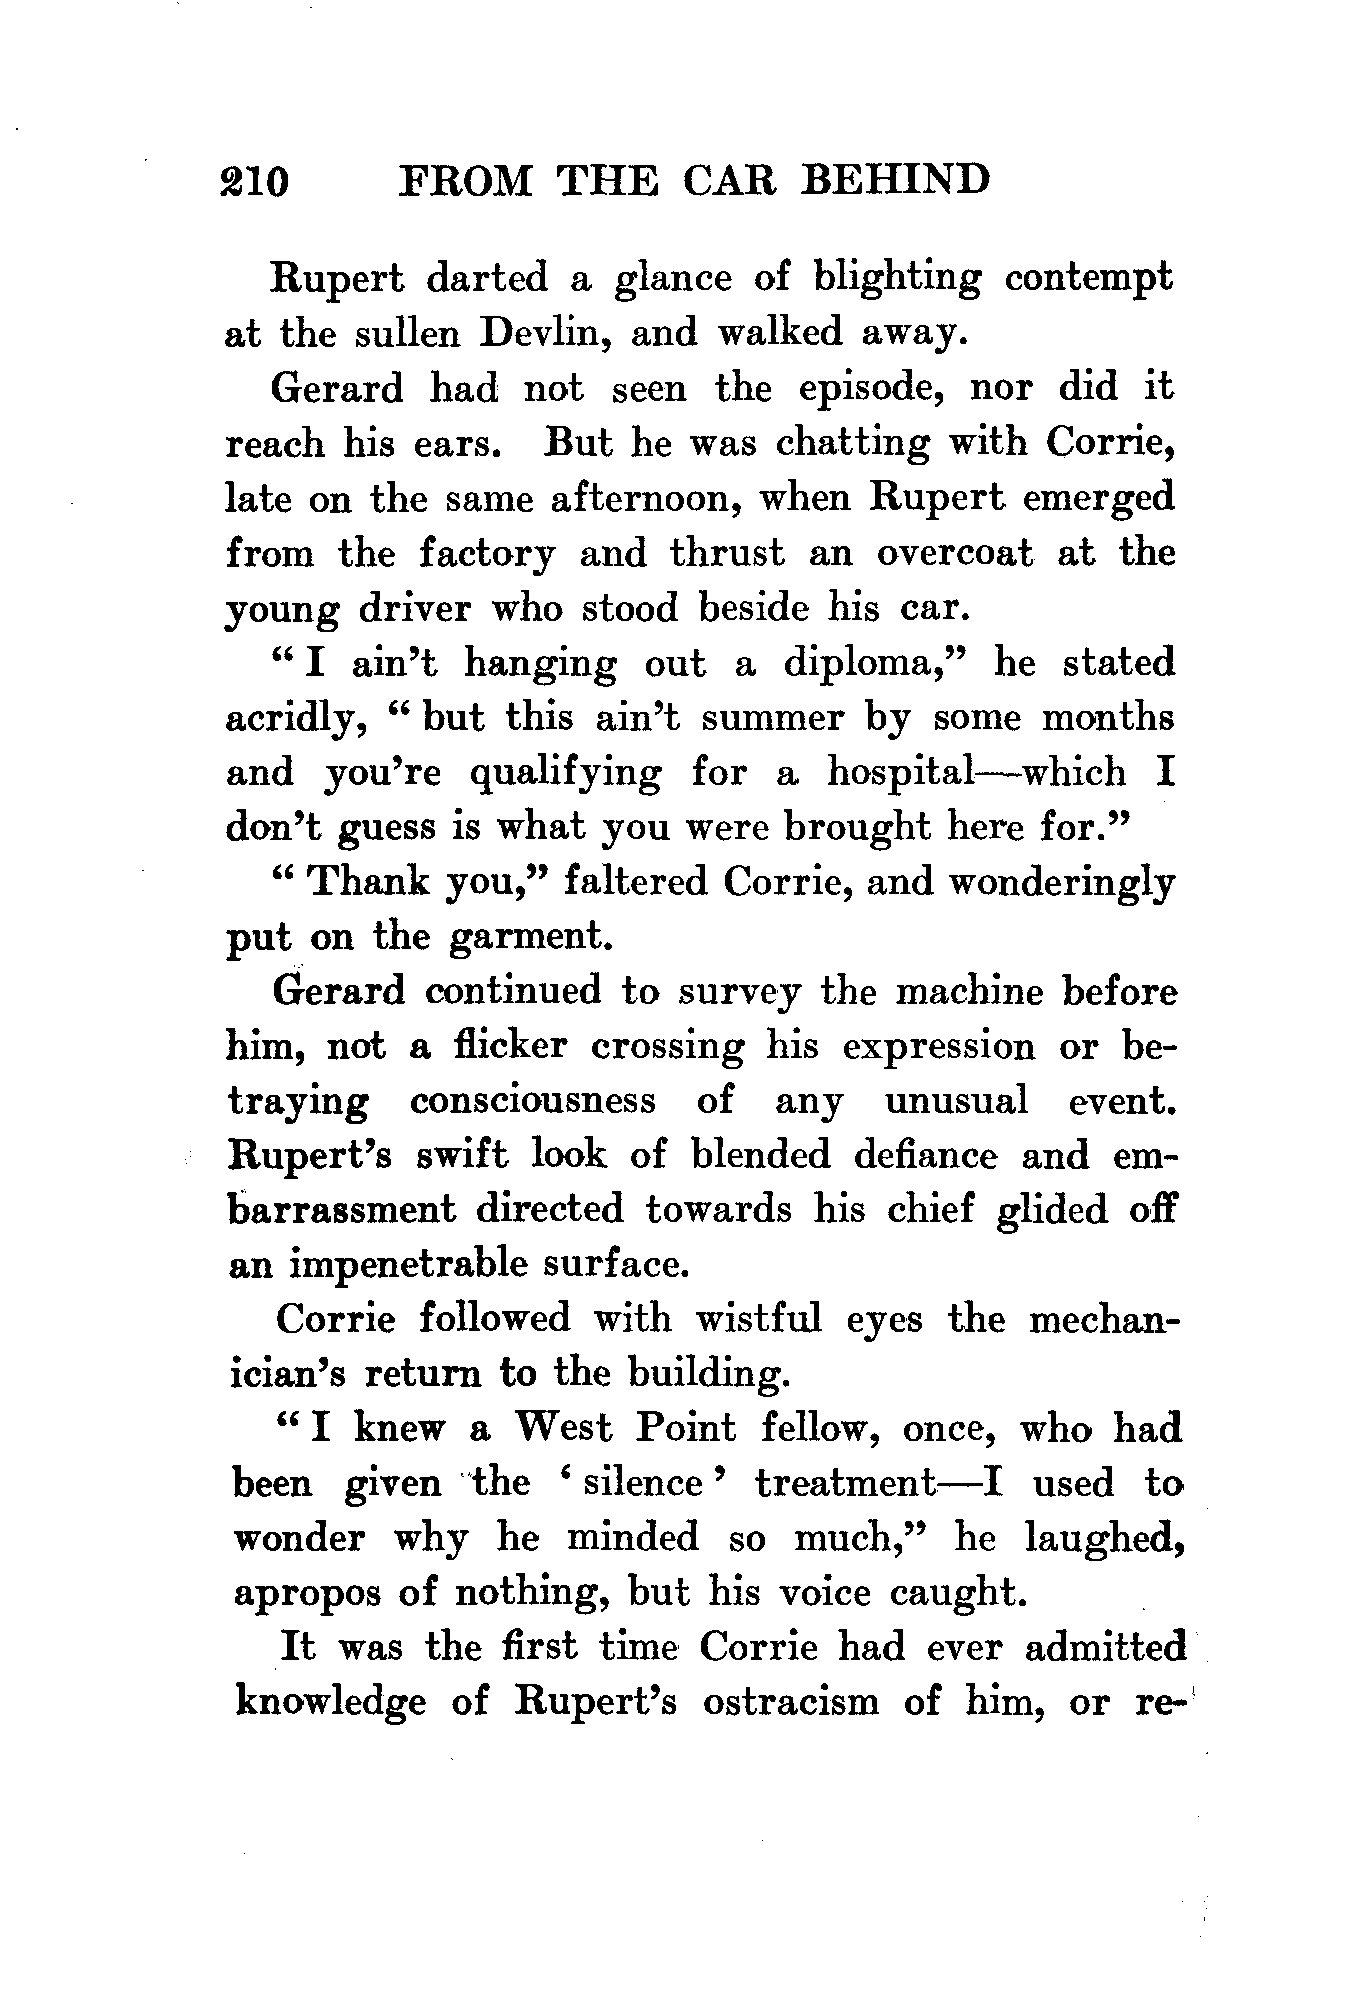 210 FROM THE CAR BEHIND
Rupert darted a glance of blighting contempt
at the sullen Devlin, and walked away.
Gerard had not seen the episode, nor did it
reach his ears. But he was chatting with Corrie,
late on the same afternoon, when Rupert emerged
from the factory and thrust an overcoat at the
young driver who stood beside his car.
“ I ain’t hanging out a diploma,” he stated
acridly, “ but this ain’t summer by some months
and you’re qualifying for a hospital—which I
don’t guess is what you were brought here for.”
“ Thank you,” faltered Corrie, and wonderingly
put on the garment.
Gerard continued to survey the machine before
him, not a flicker crossing his expression or be-
traying consciousness of any unusual event.
Rupert’s swift look of blended defiance and em-
barrassment directed towards his chief glided off
an impenetrable surface.
Corrie followed with wistful eyes the mechan-
ician’s return to the building.
“ I knew a West Point fellow, once, who had
been given the ‘ silence ’ treatment—I used to
wonder why he minded so much,” he laughed,
apropos of nothing, but his voice caught.
It was the first time Corrie had ever admitted
knowledge of Rupert’s ostracism of him, or re-